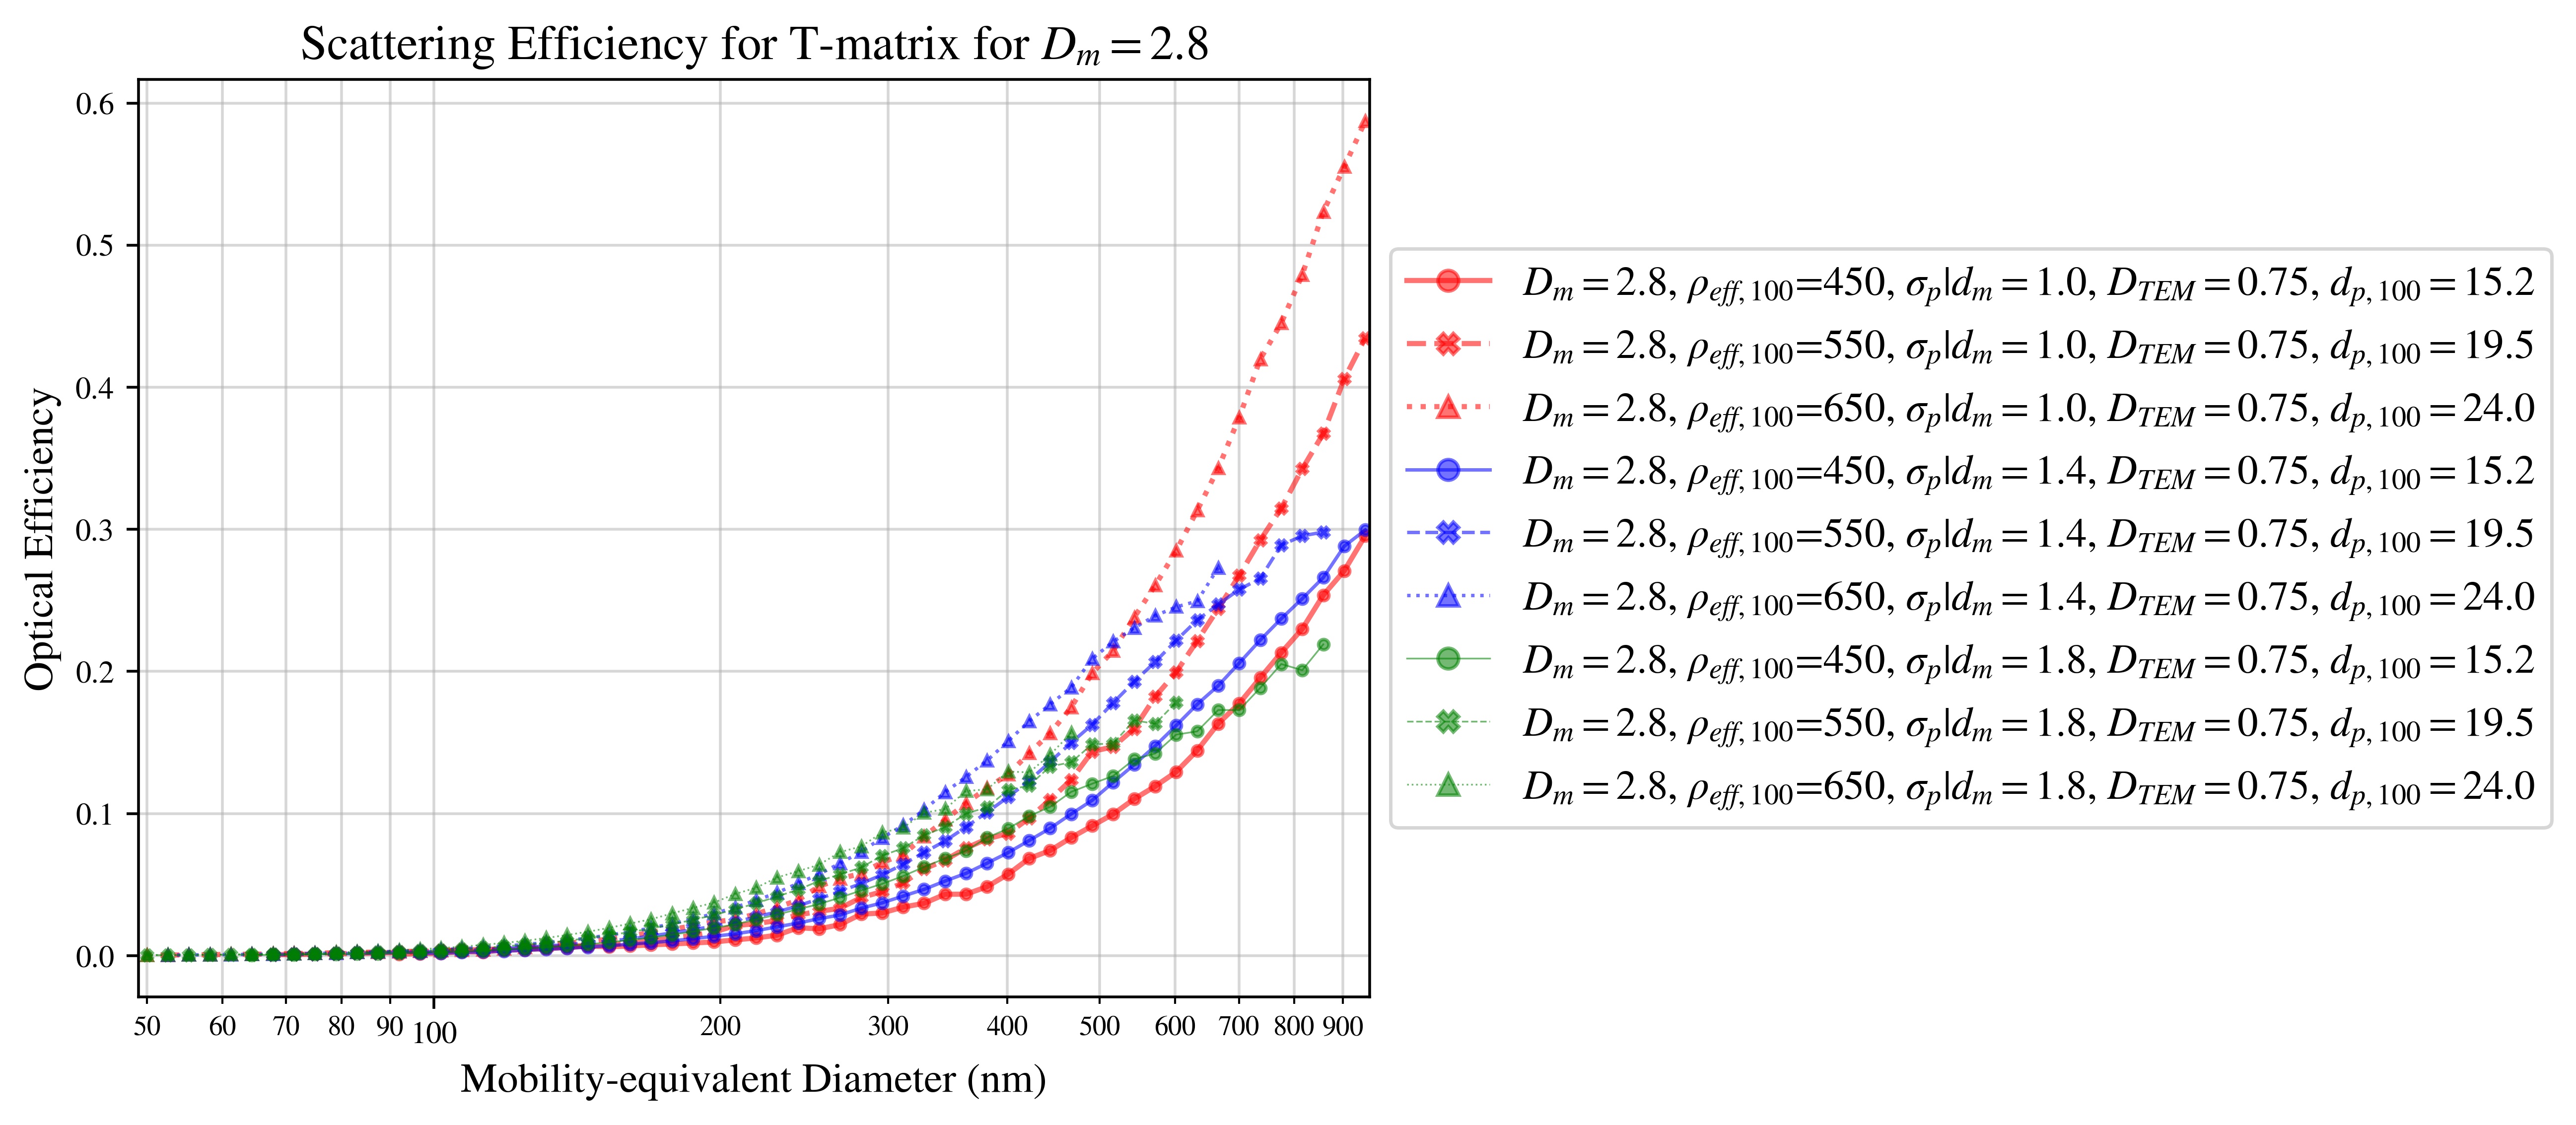 Scattering Efficiency for T-matrix for Dₘ = 2.8
0.6
0.5
0.4
0.3
0.2
0.1
0.0
Optical Efficiency
50 60 70 80 90 100 200 300 400 500 600 700 800 900
Mobility-equivalent Diameter (nm)
D_m = 2.8, ρ_eff,100=450, σ_p|d_m = 1.0, D_TEM = 0.75, d_p,100 = 15.2
D_m = 2.8, ρ_eff,100=550, σ_p|d_m = 1.0, D_TEM = 0.75, d_p,100 = 19.5
D_m = 2.8, ρ_eff,100=650, σ_p|d_m = 1.0, D_TEM = 0.75, d_p,100 = 24.0
D_m = 2.8, ρ_eff,100=450, σ_p|d_m = 1.4, D_TEM = 0.75, d_p,100 = 15.2
D_m = 2.8, ρ_eff,100=550, σ_p|d_m = 1.4, D_TEM = 0.75, d_p,100 = 19.5
D_m = 2.8, ρ_eff,100=650, σ_p|d_m = 1.4, D_TEM = 0.75, d_p,100 = 24.0
D_m = 2.8, ρ_eff,100=450, σ_p|d_m = 1.8, D_TEM = 0.75, d_p,100 = 15.2
D_m = 2.8, ρ_eff,100=550, σ_p|d_m = 1.8, D_TEM = 0.75, d_p,100 = 19.5
D_m = 2.8, ρ_eff,100=650, σ_p|d_m = 1.8, D_TEM = 0.75, d_p,100 = 24.0